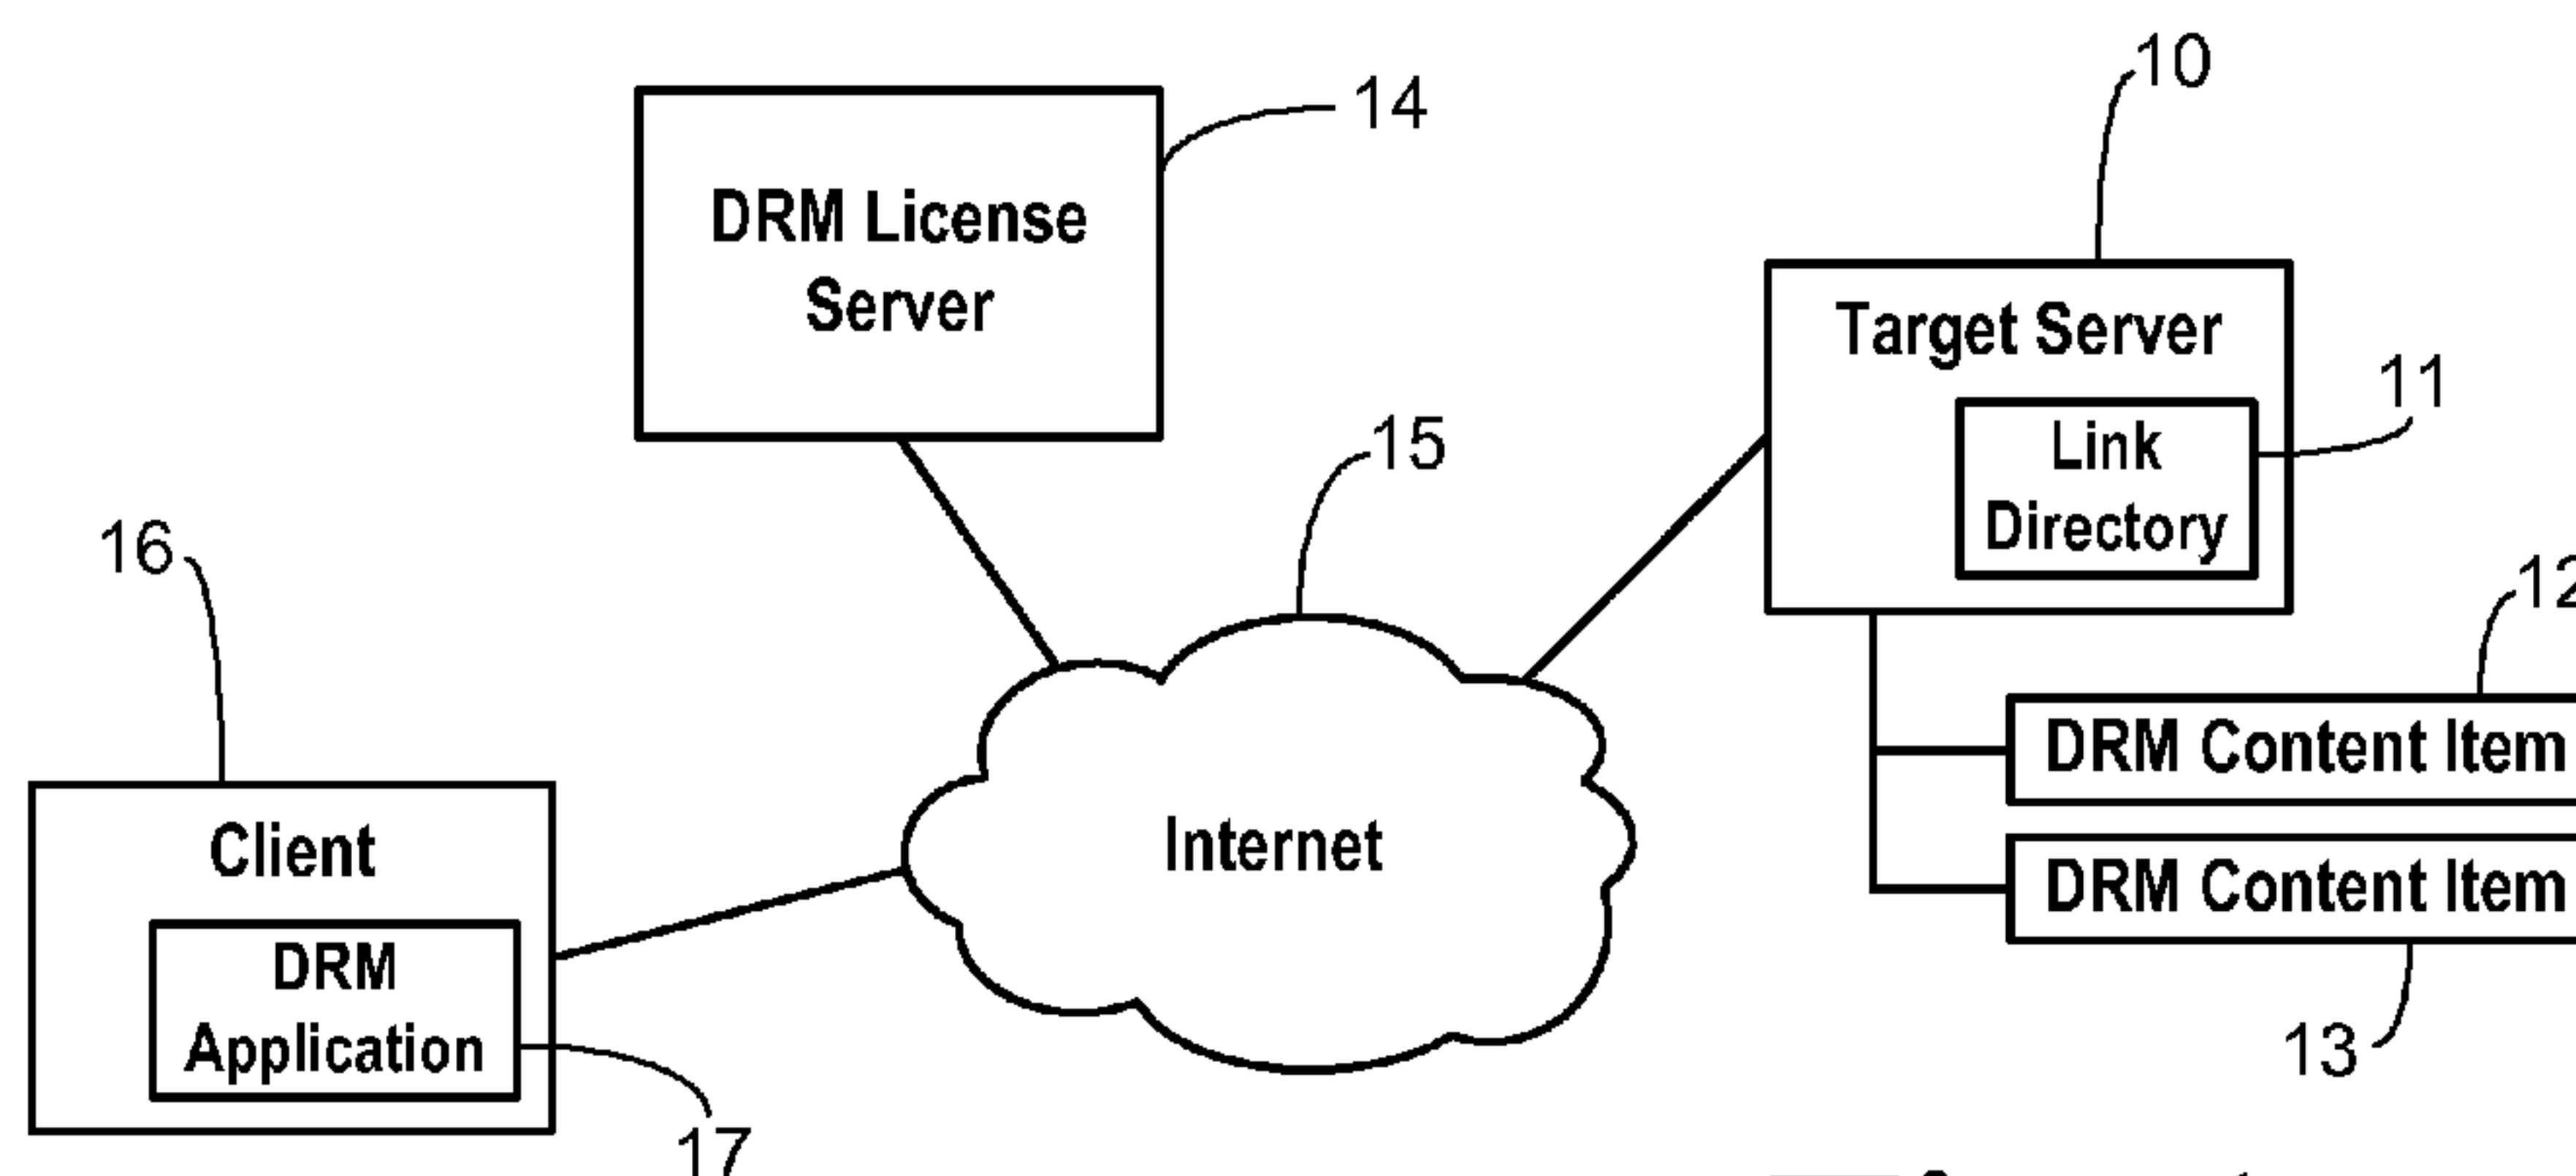 10
14
DRM License
Server
Target Server
11
15
Link
Directory
16
12
DRM Content Item
Client
Internet
DRM Content Item
DRM
Application
13
17